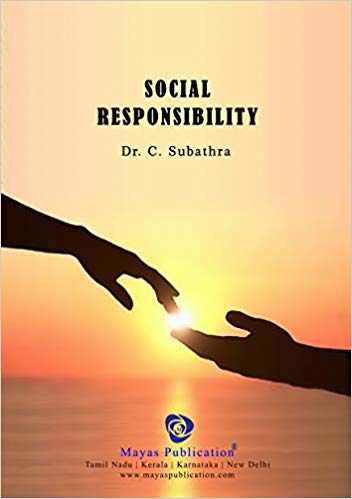 SOCIAL
RESPONSIBILITY
Dr. C. Subathra
Mayas Publication®
Tamil Nadu | Kerala | Karnataka | New Delhi
www.mayaspublication.com